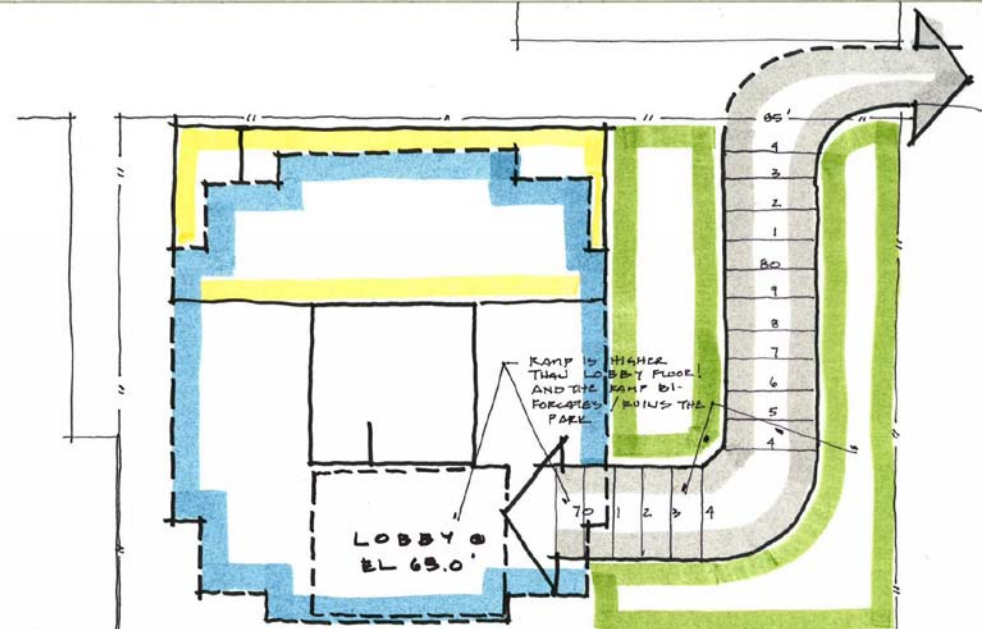 85'
4
3
2
1
80
9
8
7
6
5
4
RAMP IS HIGHER
THAN LOBBY FLOOR!
AND THE RAMP BI-
FORCATES / RUINS THE
PARK
70 1 2 3 4
LOBBY @
EL 65.0'